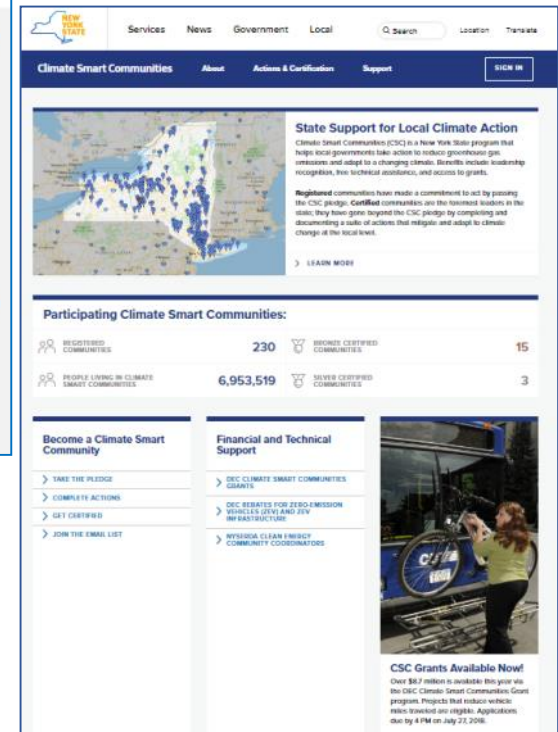 NEW
YORK
STATE
Services News Government Local
Search
Location Translate
Climate Smart Communities
About Actions & Certification Support
SIGN IN
State Support for Local Climate Action
Climate Smart Communities (CSC) is a New York State program that
helps local governments take action to reduce greenhouse gas
emissions and adapt to a changing climate. Benefits include leadership
recognition, free technical assistance, and access to grants.
Registered communities have made a commitment to act by passing
the CSC pledge. Certified communities are the foremost leaders in the
state; they have gone beyond the CSC pledge by completing and
documenting a suite of actions that mitigate and adapt to climate
change at the local level.
LEARN MORE
Participating Climate Smart Communities:
REGISTERED
COMMUNITIES
230
BRONZE CERTIFIED
COMMUNITIES
15
PEOPLE LIVING IN CLIMATE
SMART COMMUNITIES
6,953,519
SILVER CERTIFIED
COMMUNITIES
3
Become a Climate Smart
Community
TAKE THE PLEDGE
COMPLETE ACTIONS
GET CERTIFIED
JOIN THE EMAIL LIST
Financial and Technical
Support
DEC CLIMATE SMART COMMUNITIES
GRANTS
DEC REBATES FOR ZERO-EMISSION
VEHICLES (ZEV) AND ZEV
INFRASTRUCTURE
NYSERDA CLEAN ENERGY
COMMUNITY COORDINATORS
CSC Grants Available Now!
Over $8.7 million is available this year via
the DEC Climate Smart Communities Grant
program. Projects that reduce vehicle
miles traveled are eligible. Applications
due by 4 PM on July 27, 2018.